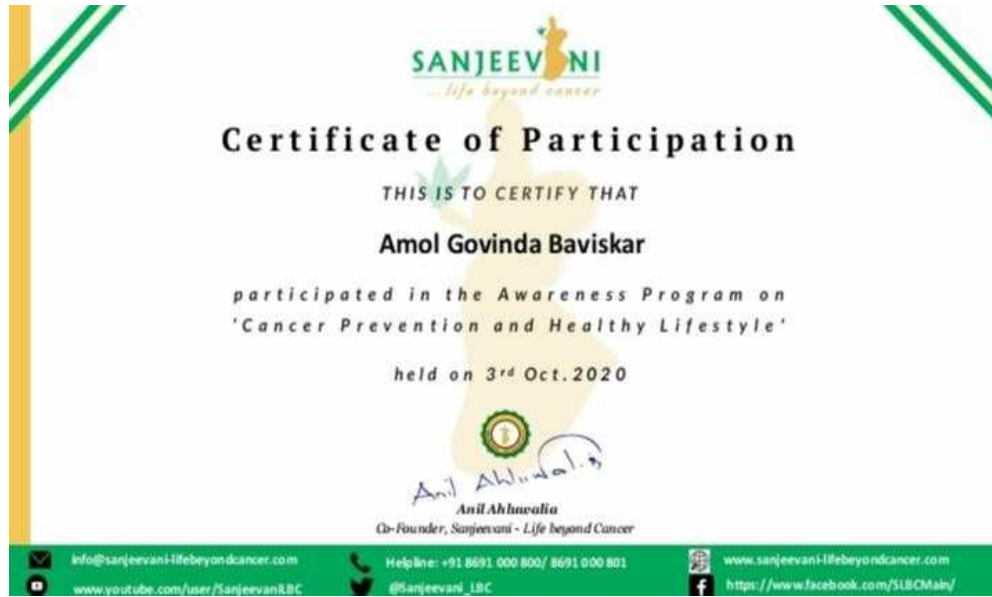 SANJEEVANI
... life beyond cancer
Certificate of Participation
THIS IS TO CERTIFY THAT
Amol Govinda Baviskar
participated in the Awareness Program on
'Cancer Prevention and Healthy Lifestyle'
held on 3rd Oct.2020
Anil Ahluwalia
Anil Ahluwalia
Co-Founder, Sanjeevani - Life beyond Cancer
info@sanjeevani-lifebeyondcancer.com
Helpline: +91 8691 000 800/ 8691 000 801
www.sanjeevani-lifebeyondcancer.com
www.youtube.com/user/SanjeevaniLBC
@Sanjeevani_LBC
https://www.facebook.com/SLBCMain/